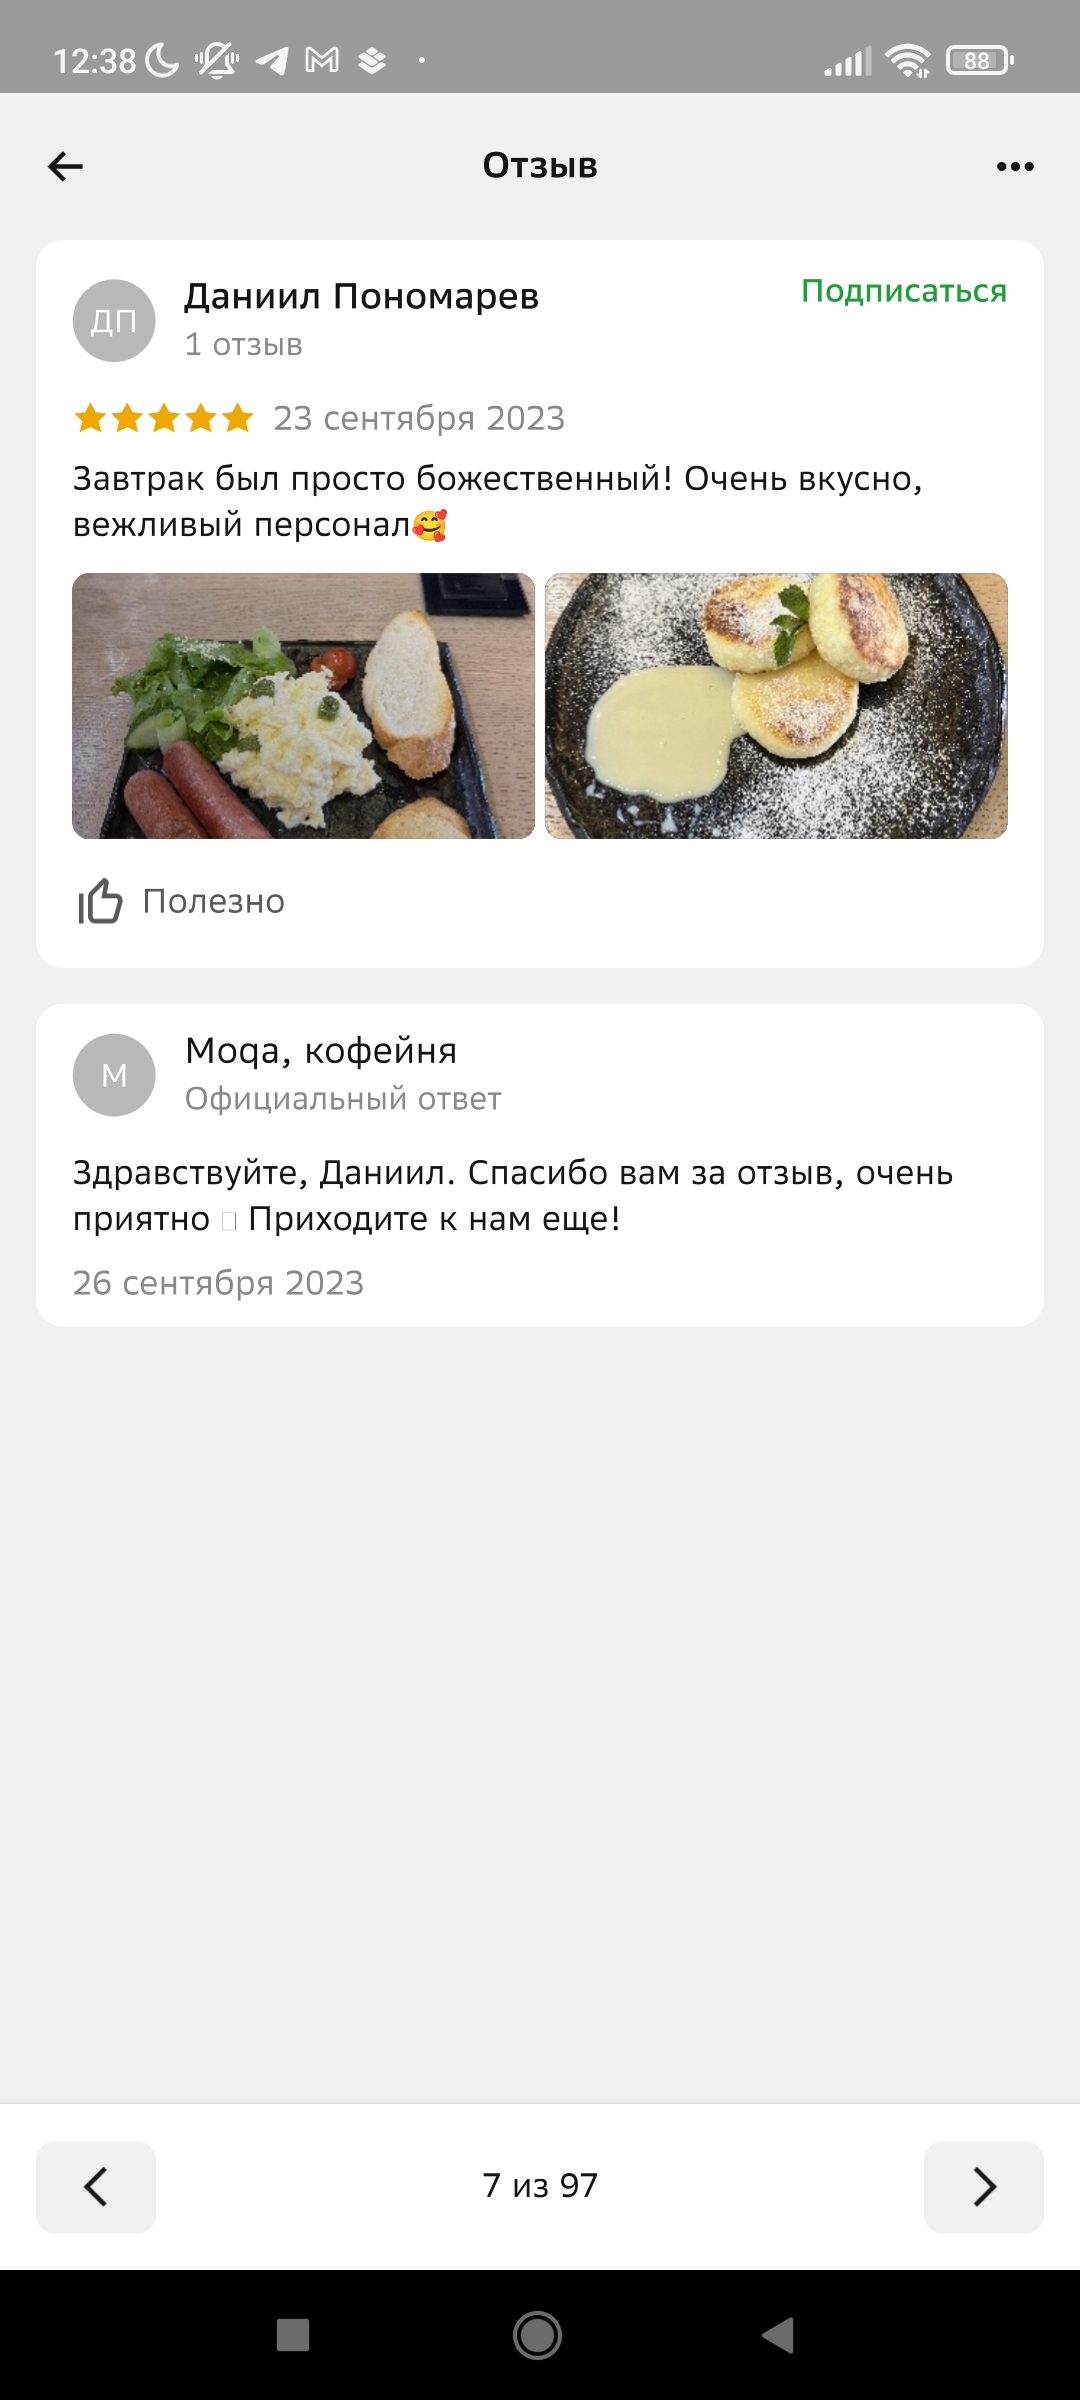 12:38
88
Отзыв
ДП
Даниил Пономарев
Подписаться
1 отзыв
23 сентября 2023
Завтрак был просто божественный! Очень вкусно,
вежливый персонал🥰
Полезно
M
Moqa, кофейня
Официальный ответ
Здравствуйте, Даниил. Спасибо вам за отзыв, очень
приятно Приходите к нам еще!
26 сентября 2023
7 из 97